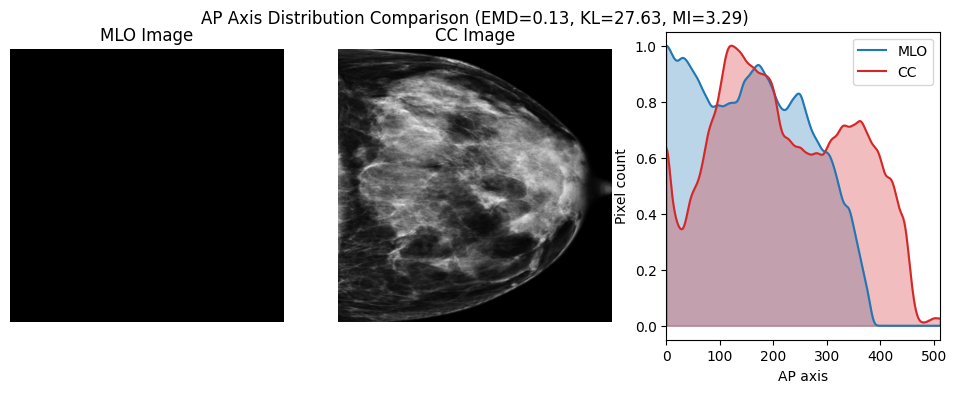 AP Axis Distribution Comparison (EMD=0.13, KL=27.63, MI=3.29)
MLO Image
CC Image
MLO
CC
Pixel count
1.0
0.8
0.6
0.4
0.2
0.0
0 100 200 300 400 500
AP axis